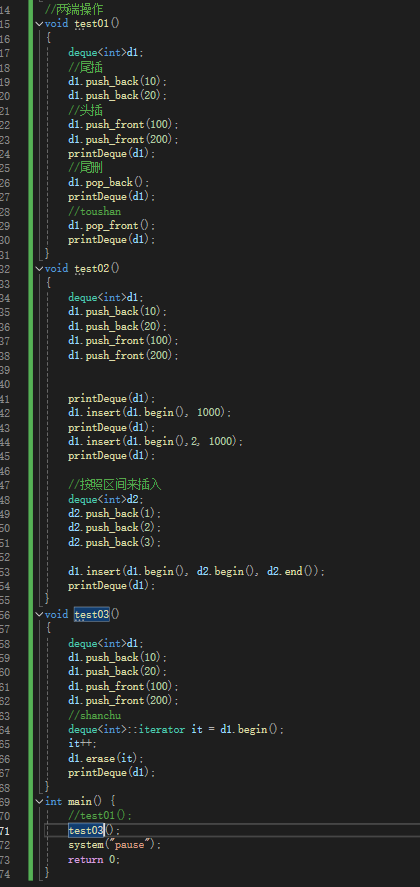 14 //两端操作
15 void test01()
16 {
17 deque<int>d1;
18 //尾插
19 d1.push_back(10);
20 d1.push_back(20);
21 //头插
22 d1.push_front(100);
23 d1.push_front(200);
24 printDeque(d1);
25 //尾删
26 d1.pop_back();
27 printDeque(d1);
28 //toushan
29 d1.pop_front();
30 printDeque(d1);
31 }
32 void test02()
33 {
34 deque<int>d1;
35 d1.push_back(10);
36 d1.push_back(20);
37 d1.push_front(100);
38 d1.push_front(200);
39
40
41 printDeque(d1);
42 d1.insert(d1.begin(), 1000);
43 printDeque(d1);
44 d1.insert(d1.begin(),2, 1000);
45 printDeque(d1);
46
47 //按照区间来插入
48 deque<int>d2;
49 d2.push_back(1);
50 d2.push_back(2);
51 d2.push_back(3);
52
53 d1.insert(d1.begin(), d2.begin(), d2.end());
54 printDeque(d1);
55 }
56 void test03()
57 {
58 deque<int>d1;
59 d1.push_back(10);
60 d1.push_back(20);
61 d1.push_front(100);
62 d1.push_front(200);
63 //shanchu
64 deque<int>::iterator it = d1.begin();
65 it++;
66 d1.erase(it);
67 printDeque(d1);
68 }
69 int main() {
70 //test01();
71 test03();
72 system("pause");
73 return 0;
74 }